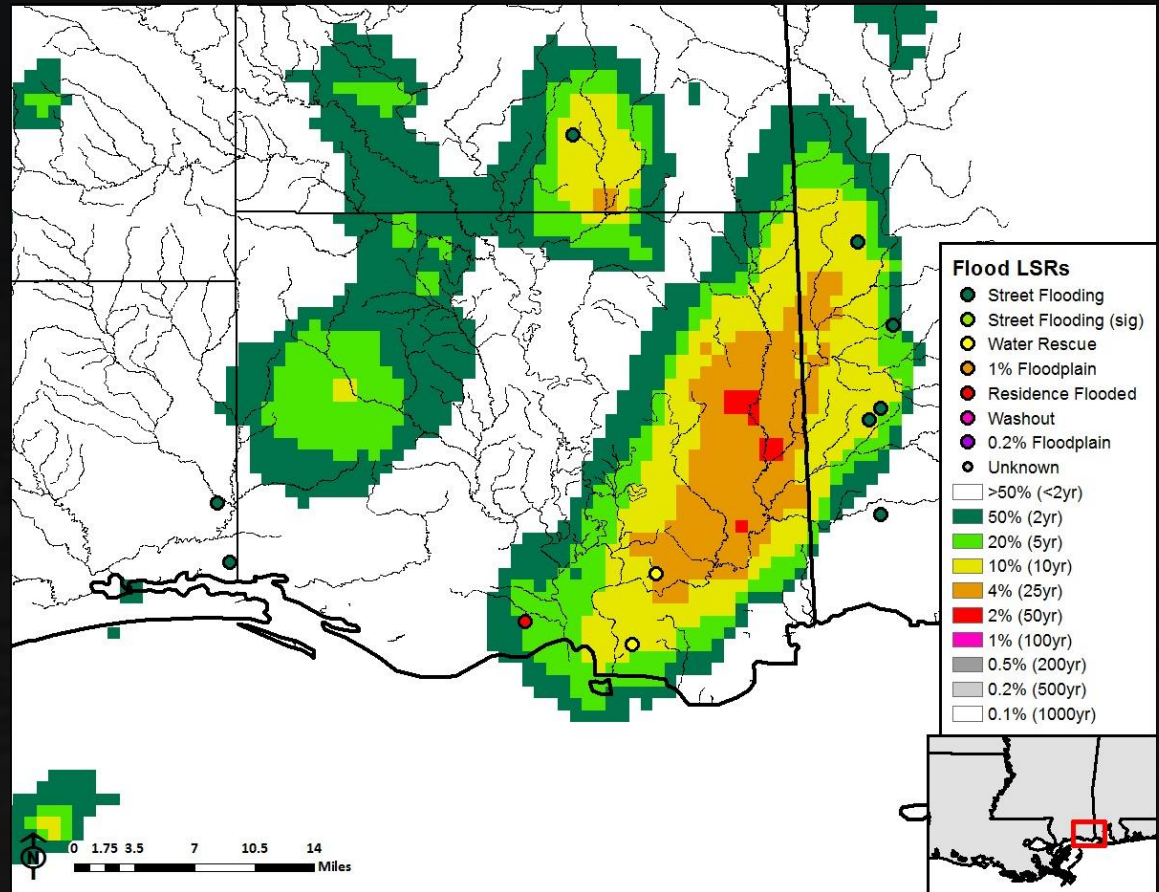 Flood LSRs
Street Flooding
Street Flooding (sig)
Water Rescue
1% Floodplain
Residence Flooded
Washout
0.2% Floodplain
Unknown
>50% (<2yr)
50% (2yr)
20% (5yr)
10% (10yr)
4% (25yr)
2% (50yr)
1% (100yr)
0.5% (200yr)
0.2% (500yr)
0.1% (1000yr)
N
0 1.75 3.5 7 10.5 14
Miles